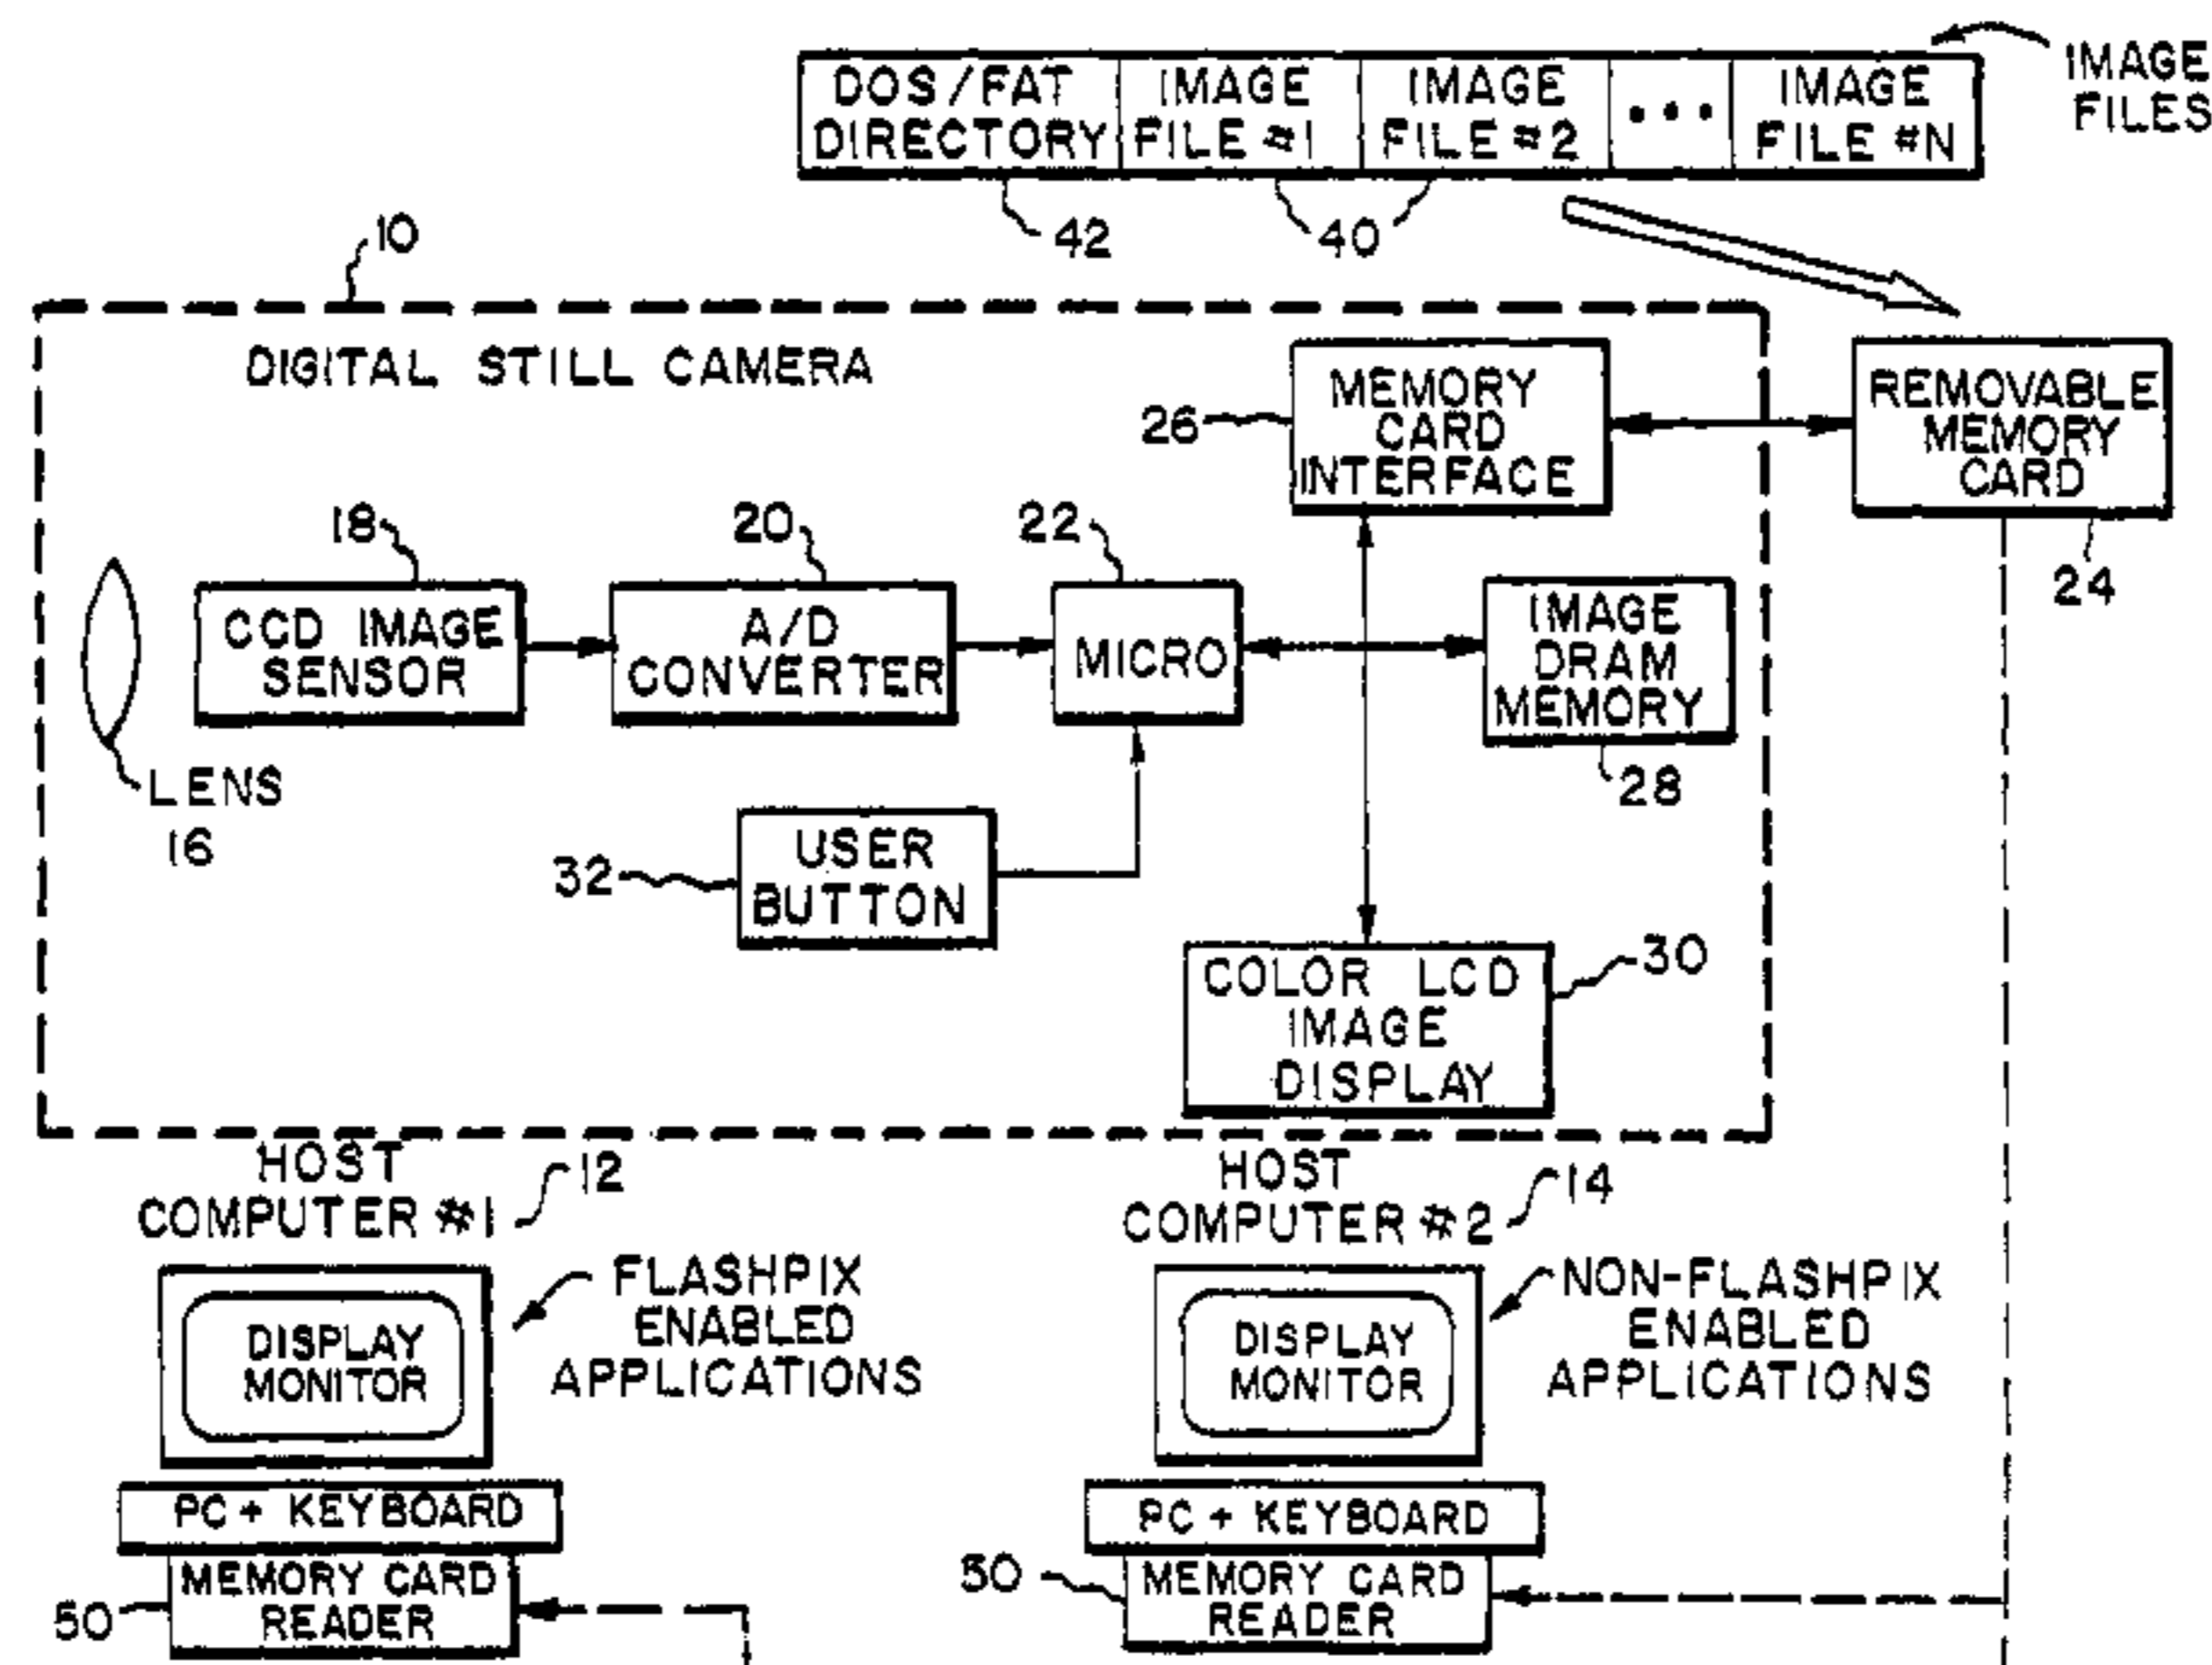 DOS/FAT DIRECTORY
IMAGE FILE #1
IMAGE FILE #2
• • •
IMAGE FILE #N
IMAGE FILES
42
40
10
DIGITAL STILL CAMERA
26
MEMORY
CARD
INTERFACE
REMOVABLE
MEMORY
CARD
24
18
20
22
CCD IMAGE
SENSOR
A/D
CONVERTER
MICRO
IMAGE
DRAM
MEMORY
28
LENS
16
32
USER
BUTTON
30
COLOR LCD
IMAGE
DISPLAY
HOST
COMPUTER #1
12
HOST
COMPUTER #2
14
DISPLAY
MONITOR
FLASHPIX
ENABLED
APPLICATIONS
DISPLAY
MONITOR
NON-FLASHPIX
ENABLED
APPLICATIONS
PC + KEYBOARD
PC + KEYBOARD
50
MEMORY CARD
READER
50
MEMORY CARD
READER